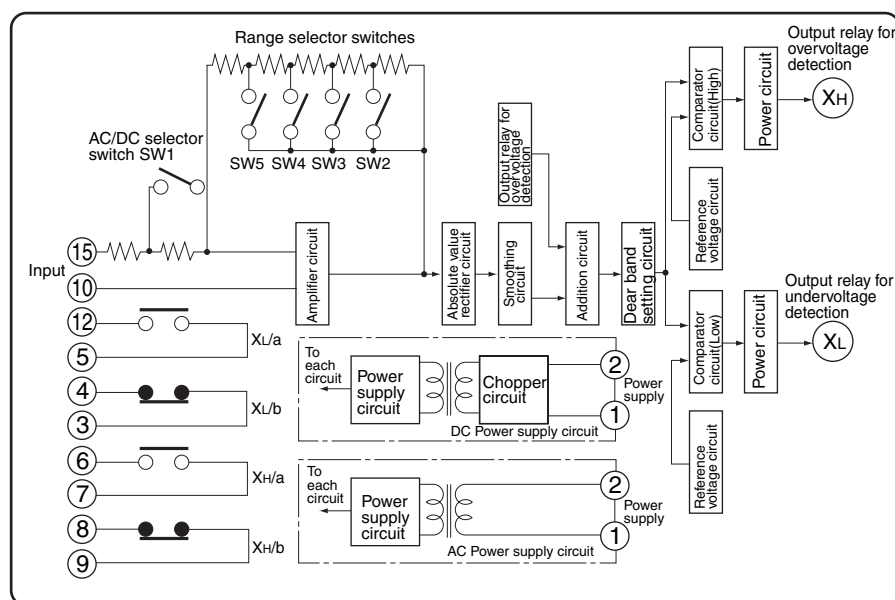 Range selector switches
AC/DC selector
switch SW1
SW5
SW4
SW3
SW2
Output relay for
overvoltage
detection
Output relay for
overvoltage
detection
Comparator
circuit(High)
Power circuit
XH
Reference
voltage circuit
Input
15
10
Amplifier circuit
Absolute value
rectifier circuit
Smoothing
circuit
Addition circuit
Dear band
setting circuit
Output relay for
undervoltage
detection
Comparator
circuit(Low)
Power circuit
XL
Reference
voltage circuit
12
5
XL/a
4
3
XL/b
6
7
XH/a
8
9
XH/b
To
each
circuit
Power
supply
circuit
Chopper
circuit
2
1
Power
supply
DC Power supply circuit
To
each
circuit
Power
supply
circuit
2
1
Power
supply
AC Power supply circuit